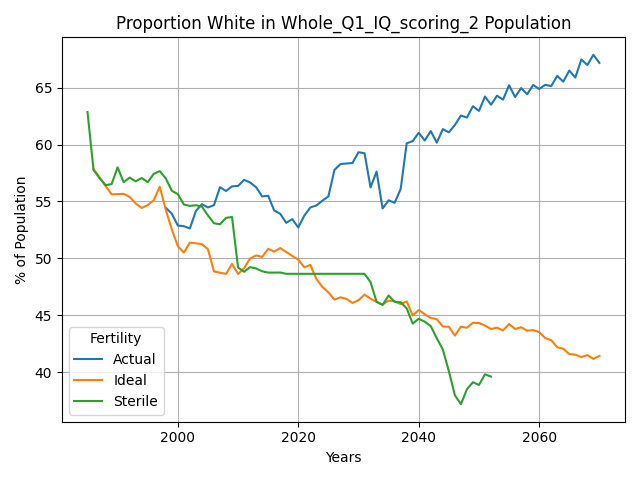 Proportion White in Whole_Q1_IQ_scoring_2 Population
% of Population
65
60
55
50
45
40
Fertility
Actual
Ideal
Sterile
2000
2020
2040
2060
Years